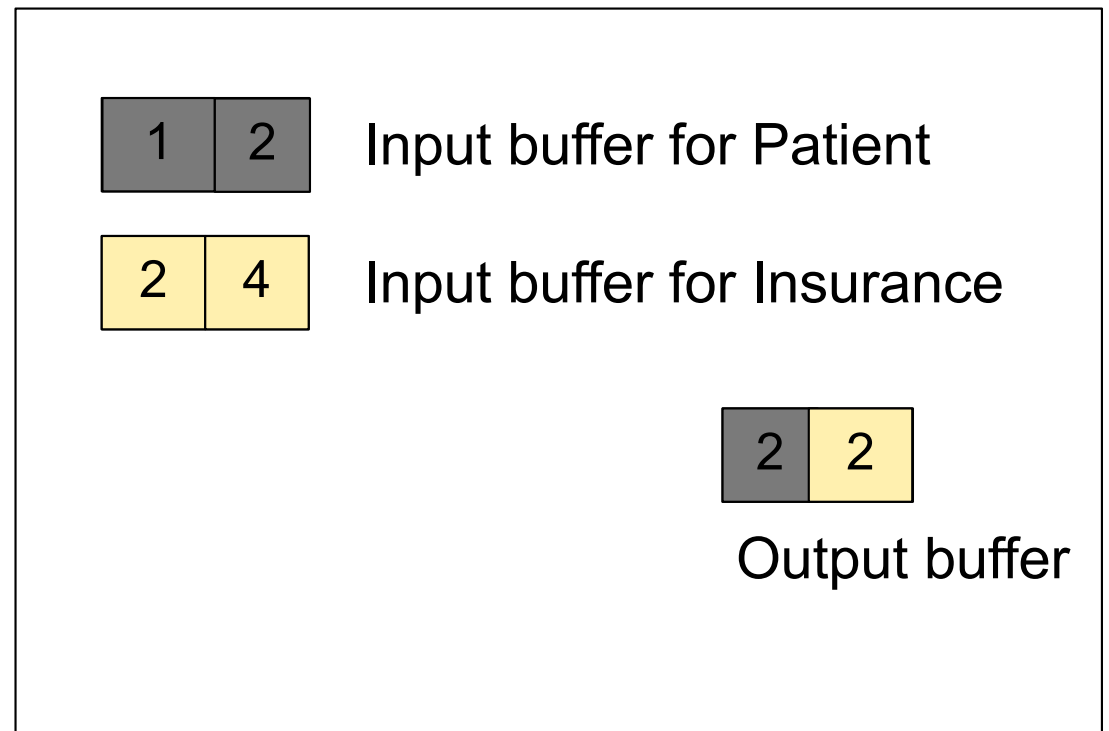 1 2 Input buffer for Patient
2 4 Input buffer for Insurance
2 2
Output buffer